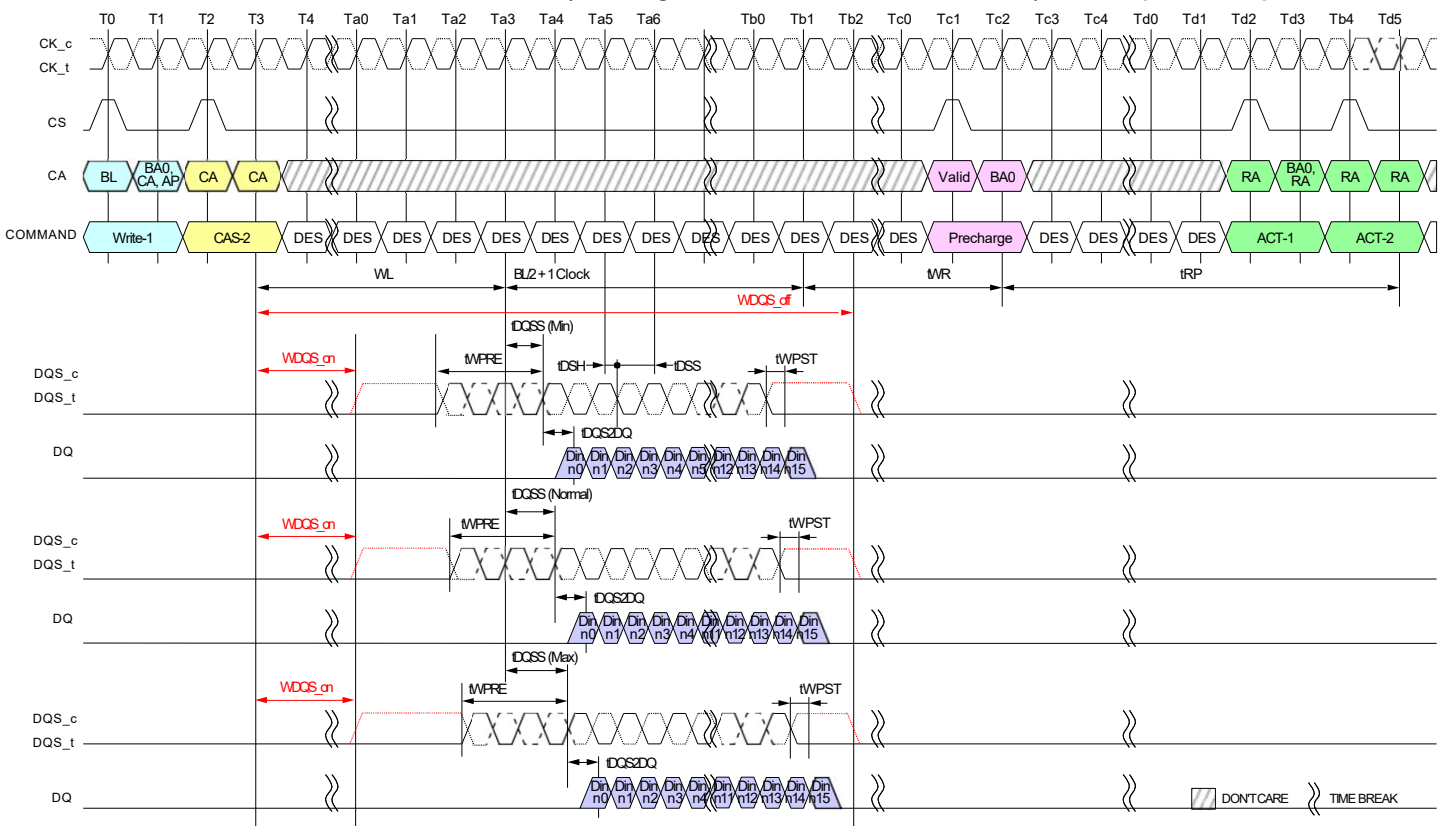 T0 T1 T2 T3 T4 Ta0 Ta1 Ta2 Ta3 Ta4 Ta5 Ta6 Tb0 Tb1 Tb2 Tc0 Tc1 Tc2 Tc3 Tc4 Td0 Td1 Td2 Td3 Tb4 Td5
CK_c
CK_t
CS
CA BL BA0, CA, AP CA CA Valid BA0 RA BA0, RA RA RA
COMMAND Write-1 CAS-2 DES DES DES DES DES DES DES DES DES DES DES DES DES Precharge DES DES DES DES ACT-1 ACT-2
WL BL/2 + 1 Clock tWR tRP
WDQS_off
tDQSS (Min)
WDQS_on tWPRE tDSH tDSS tWPST
DQS_c
DQS_t
tDQS2DQ
DQ Din n0 Din n1 Din n2 Din n3 Din n4 Din n5 Din n12 Din n13 Din n14 Din n15
tDQSS (Normal)
WDQS_on tWPRE tWPST
DQS_c
DQS_t
tDQS2DQ
DQ Din n0 Din n1 Din n2 Din n3 Din n4 Din n11 Din n12 Din n13 Din n14 Din n15
tDQSS (Max)
WDQS_on tWPRE tWPST
DQS_c
DQS_t
tDQS2DQ
DQ Din n0 Din n1 Din n2 Din n3 Din n4 Din n11 Din n12 Din n13 Din n14 Din n15
DON'T CARE TIME BREAK